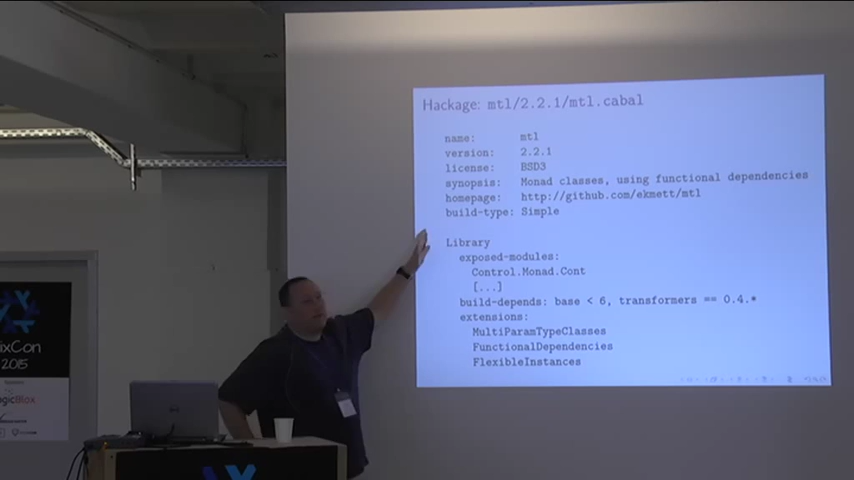 Hackage: mtl/2.2.1/mtl.cabal
name: mtl
version: 2.2.1
license: BSD3
synopsis: Monad classes, using functional dependencies
homepage: http://github.com/ekmett/mtl
build-type: Simple
Library
exposed-modules:
Control.Monad.Cont
[...]
build-depends: base < 6, transformers == 0.4.*
extensions:
MultiParamTypeClasses
FunctionalDependencies
FlexibleInstances
ixCon
2015